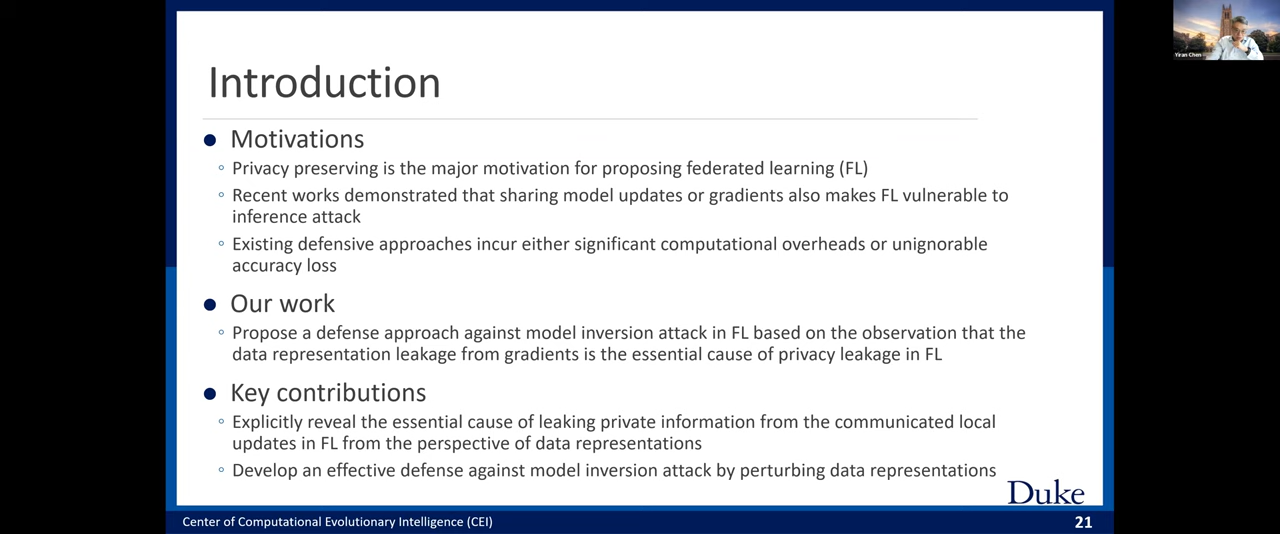 Introduction
● Motivations
◦ Privacy preserving is the major motivation for proposing federated learning (FL)
◦ Recent works demonstrated that sharing model updates or gradients also makes FL vulnerable to
inference attack
◦ Existing defensive approaches incur either significant computational overheads or unignorable
accuracy loss
● Our work
◦ Propose a defense approach against model inversion attack in FL based on the observation that the
data representation leakage from gradients is the essential cause of privacy leakage in FL
● Key contributions
◦ Explicitly reveal the essential cause of leaking private information from the communicated local
updates in FL from the perspective of data representations
◦ Develop an effective defense against model inversion attack by perturbing data representations
Duke
Center of Computational Evolutionary Intelligence (CEI)
21
Yiran Chen